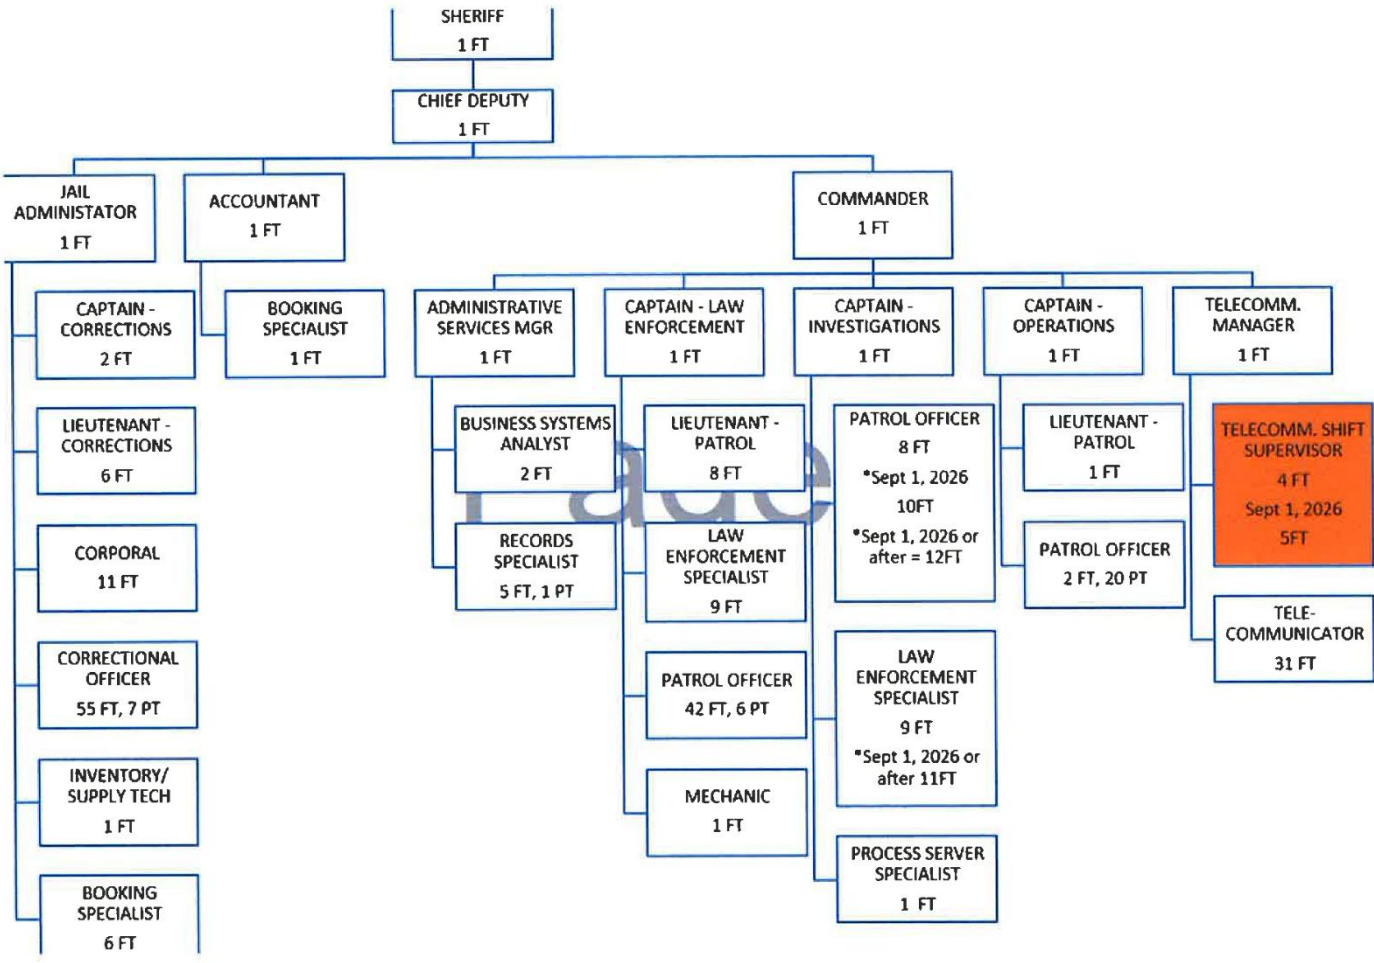 SHERIFF
1 FT
CHIEF DEPUTY
1 FT
JAIL
ADMINISTATOR
1 FT
ACCOUNTANT
1 FT
COMMANDER
1 FT
CAPTAIN -
CORRECTIONS
2 FT
LIEUTENANT -
CORRECTIONS
6 FT
CORPORAL
11 FT
CORRECTIONAL
OFFICER
55 FT, 7 PT
INVENTORY/
SUPPLY TECH
1 FT
BOOKING
SPECIALIST
6 FT
BOOKING
SPECIALIST
1 FT
ADMINISTRATIVE
SERVICES MGR
1 FT
BUSINESS SYSTEMS
ANALYST
2 FT
RECORDS
SPECIALIST
5 FT, 1 PT
CAPTAIN - LAW
ENFORCEMENT
1 FT
LIEUTENANT -
PATROL
8 FT
LAW
ENFORCEMENT
SPECIALIST
9 FT
PATROL OFFICER
42 FT, 6 PT
MECHANIC
1 FT
CAPTAIN -
INVESTIGATIONS
1 FT
PATROL OFFICER
8 FT
*Sept 1, 2026
10FT
*Sept 1, 2026 or
after = 12FT
LAW
ENFORCEMENT
SPECIALIST
9 FT
*Sept 1, 2026 or
after 11FT
PROCESS SERVER
SPECIALIST
1 FT
CAPTAIN -
OPERATIONS
1 FT
LIEUTENANT -
PATROL
1 FT
PATROL OFFICER
2 FT, 20 PT
TELECOMM.
MANAGER
1 FT
TELECOMM. SHIFT
SUPERVISOR
4 FT
Sept 1, 2026
5FT
TELE-
COMMUNICATOR
31 FT